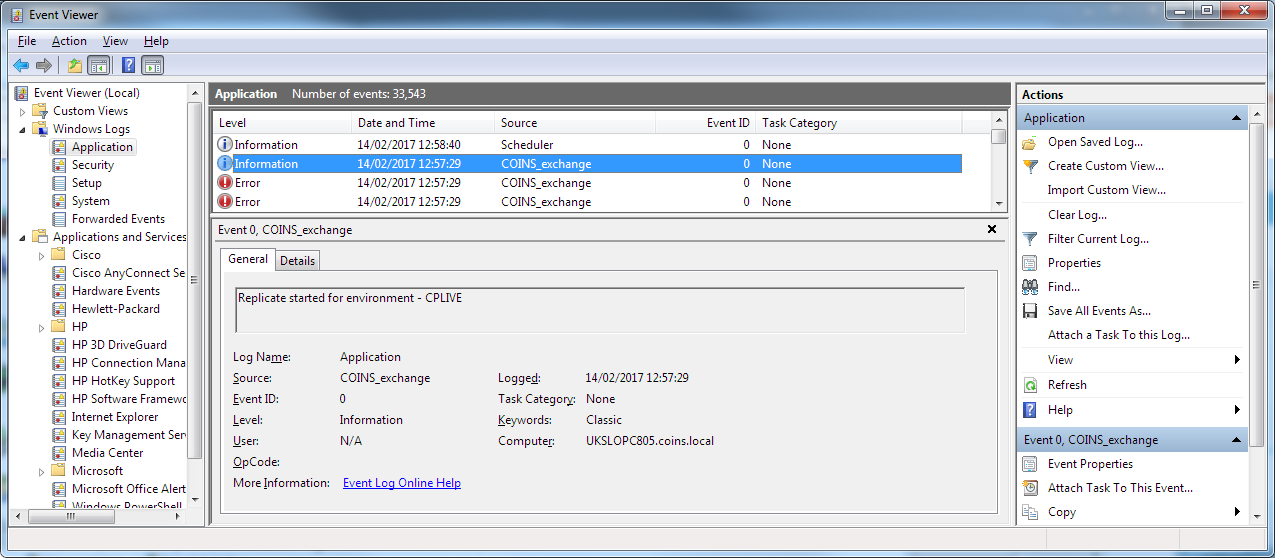 Event Viewer
File Action View Help
Event Viewer (Local)
Custom Views
Windows Logs
Application
Security
Setup
System
Forwarded Events
Applications and Services
Cisco
Cisco AnyConnect Se
Hardware Events
Hewlett-Packard
HP
HP 3D DriveGuard
HP Connection Mana
HP HotKey Support
HP Software Framewo
Internet Explorer
Key Management Ser
Media Center
Microsoft
Microsoft Office Alert
Windows PowerShell
Application Number of events: 33,543
Level Date and Time Source Event ID Task Category
Information 14/02/2017 12:58:40 Scheduler 0 None
Information 14/02/2017 12:57:29 COINS_exchange 0 None
Error 14/02/2017 12:57:29 COINS_exchange 0 None
Error 14/02/2017 12:57:29 COINS_exchange 0 None
Event 0, COINS_exchange
General Details
Replicate started for environment - CPLIVE
Log Name: Application
Source: COINS_exchange Logged: 14/02/2017 12:57:29
Event ID: 0 Task Category: None
Level: Information Keywords: Classic
User: N/A Computer: UKSLOPC805.coins.local
OpCode:
More Information: Event Log Online Help
Actions
Application
Open Saved Log...
Create Custom View...
Import Custom View...
Clear Log...
Filter Current Log...
Properties
Find...
Save All Events As...
Attach a Task To this Log...
View
Refresh
Help
Event 0, COINS_exchange
Event Properties
Attach Task To This Event...
Copy